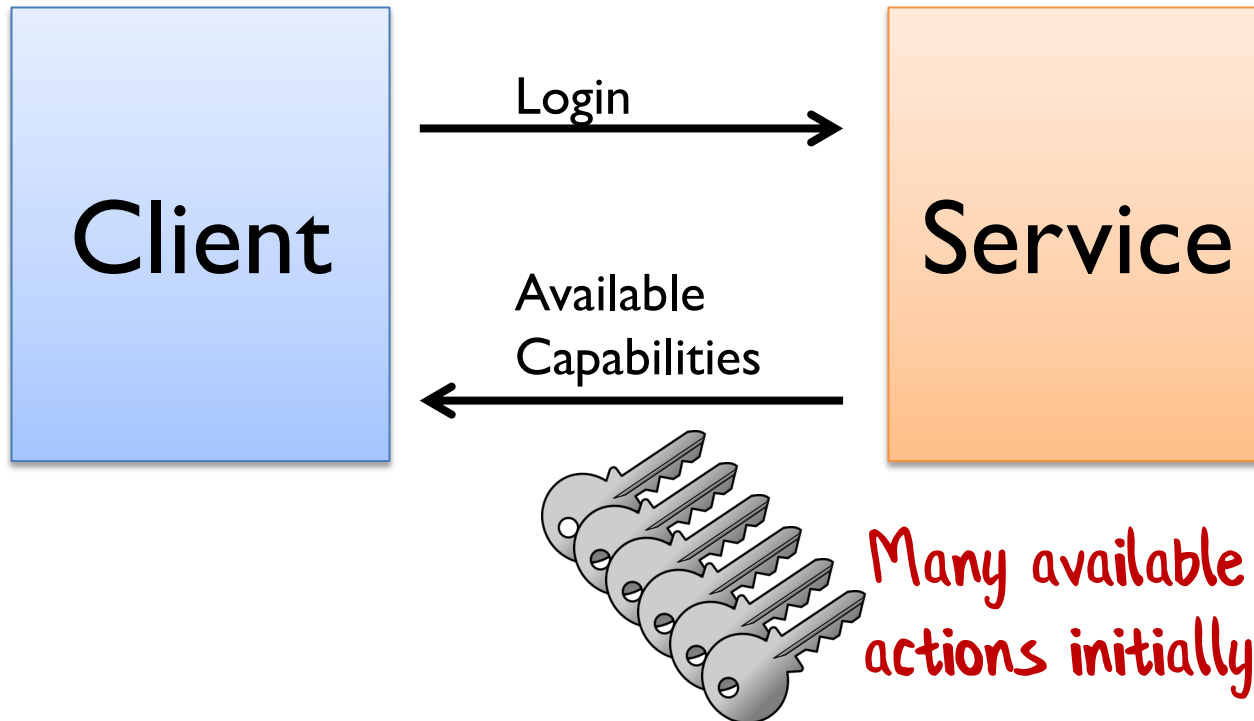 Client
Login
Available
Capabilities
Service
Many available
actions initially